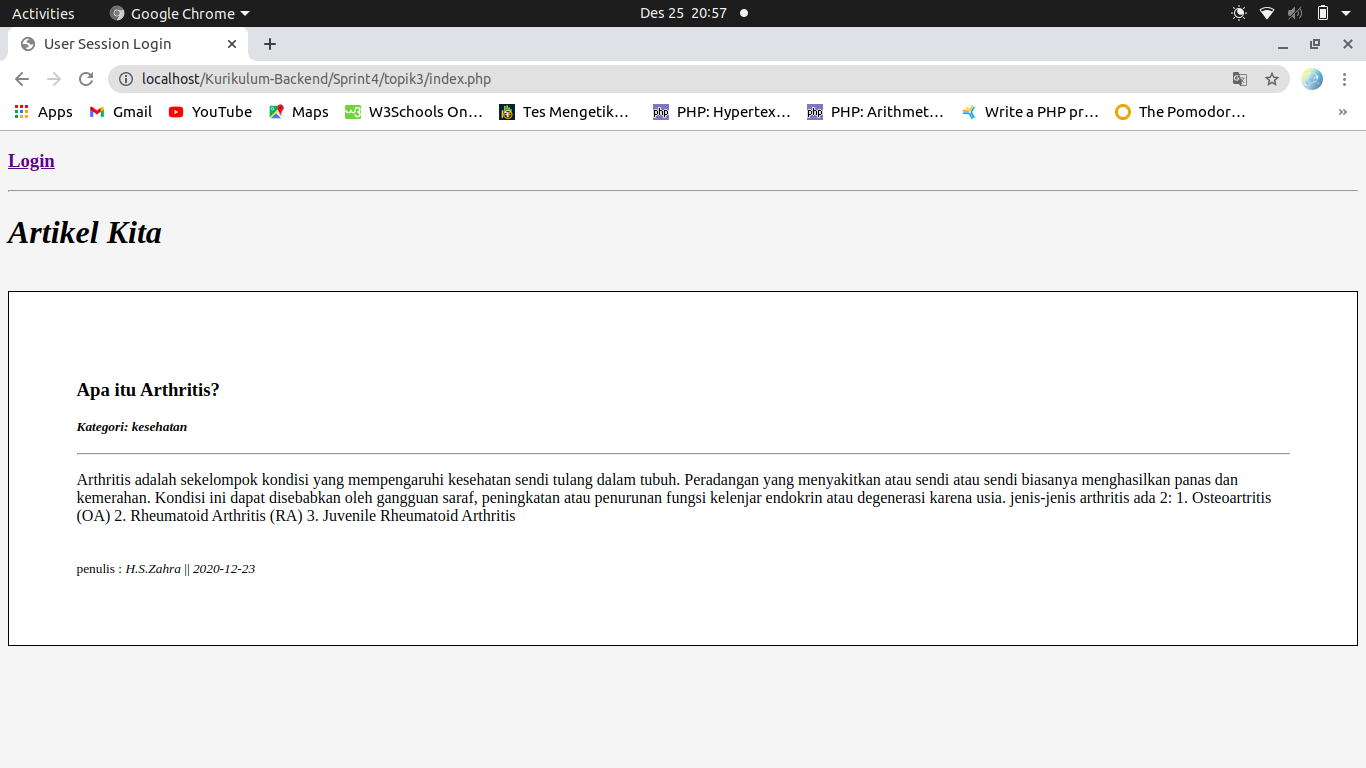 Activities Google Chrome Des 25 20:57
User Session Login
localhost/Kurikulum-Backend/Sprint4/topik3/index.php
Apps Gmail YouTube Maps W3Schools On… Tes Mengetik… PHP: Hypertex… PHP: Arithmet… Write a PHP pr… The Pomodor… »
Login
Artikel Kita
Apa itu Arthritis?
Kategori: kesehatan
Arthritis adalah sekelompok kondisi yang mempengaruhi kesehatan sendi tulang dalam tubuh. Peradangan yang menyakitkan atau sendi atau sendi biasanya menghasilkan panas dan
kemerahan. Kondisi ini dapat disebabkan oleh gangguan saraf, peningkatan atau penurunan fungsi kelenjar endokrin atau degenerasi karena usia. jenis-jenis arthritis ada 2: 1. Osteoartritis
(OA) 2. Rheumatoid Arthritis (RA) 3. Juvenile Rheumatoid Arthritis
penulis : H.S.Zahra || 2020-12-23